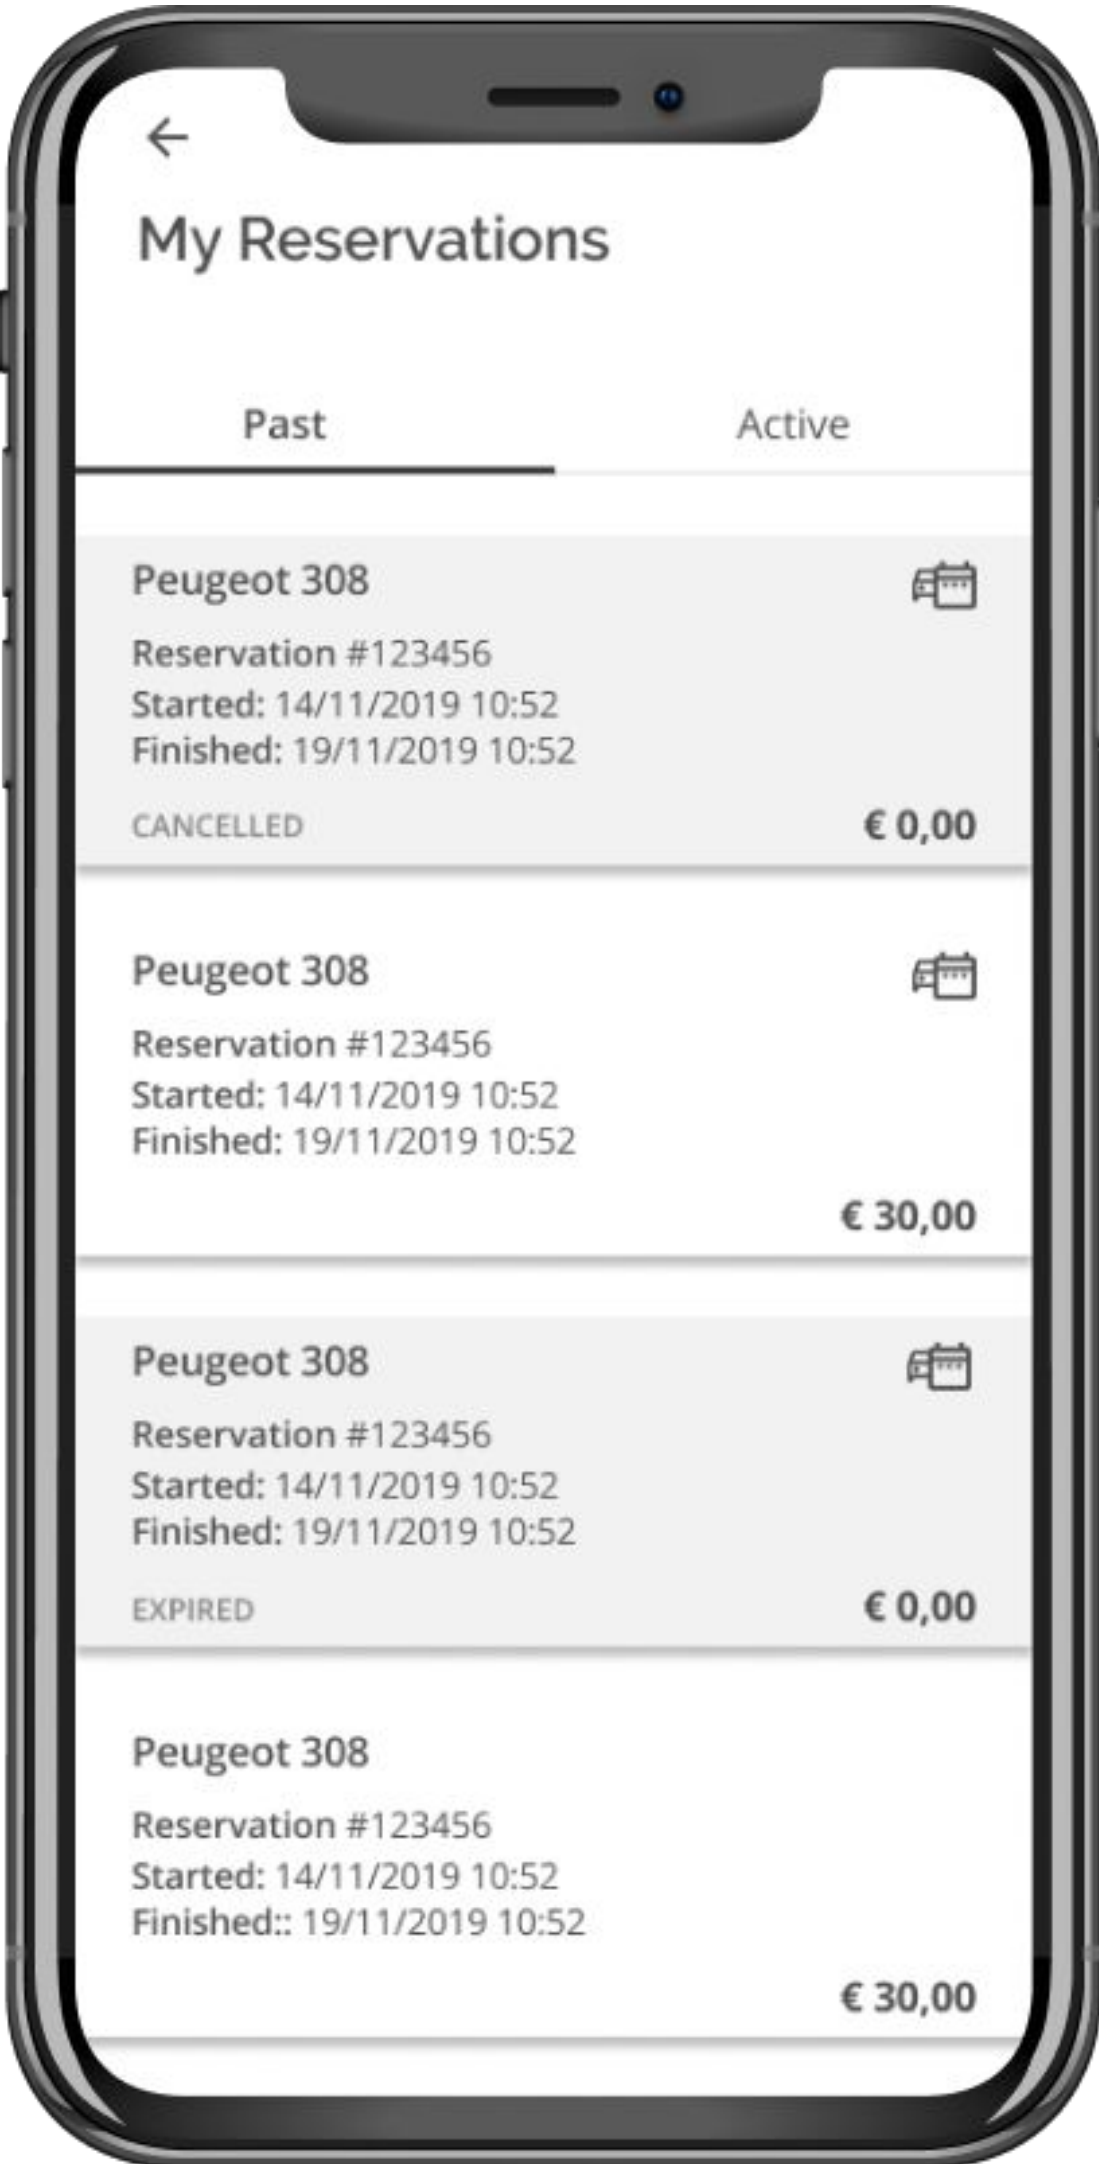 My Reservations
Past
Active
Peugeot 308
Reservation #123456
Started: 14/11/2019 10:52
Finished: 19/11/2019 10:52
CANCELLED
€ 0,00
Peugeot 308
Reservation #123456
Started: 14/11/2019 10:52
Finished: 19/11/2019 10:52
€ 30,00
Peugeot 308
Reservation #123456
Started: 14/11/2019 10:52
Finished: 19/11/2019 10:52
EXPIRED
€ 0,00
Peugeot 308
Reservation #123456
Started: 14/11/2019 10:52
Finished:: 19/11/2019 10:52
€ 30,00